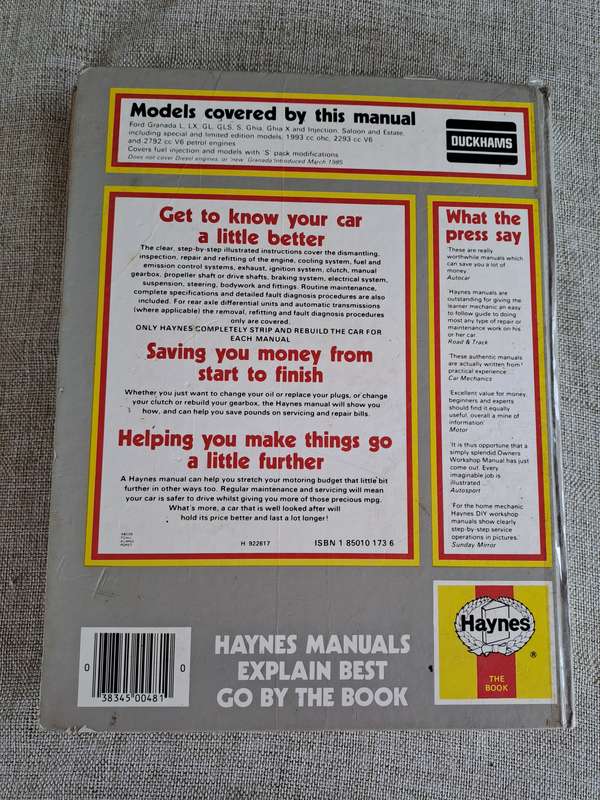 Models covered by this manual
Ford Granada L, LX, GL, GLS, S, Ghia, Ghia X and Injection, Saloon and Estate,
including special and limited edition models, 1993 cc ohc, 2293 cc V6
and 2792 cc V6 petrol engines
Covers fuel injection and models with 'S' pack modifications
Does not cover Diesel engines, or 'new' Granada introduced March 1985
DUCKHAMS
Get to know your car
a little better
The clear, step-by-step illustrated instructions cover the dismantling,
inspection, repair and refitting of the engine, cooling system, fuel and
emission control systems, exhaust, ignition system, clutch, manual
gearbox, propeller shaft or drive shafts, braking system, electrical system,
suspension, steering, bodywork and fittings. Routine maintenance,
complete specifications and detailed fault diagnosis procedures are also
included. For rear axle differential units and automatic transmissions
(where applicable) the removal, refitting and fault diagnosis procedures
only are covered.
ONLY HAYNES COMPLETELY STRIP AND REBUILD THE CAR FOR
EACH MANUAL
Saving you money from
start to finish
Whether you just want to change your oil or replace your plugs, or change
your clutch or rebuild your gearbox, the Haynes manual will show you
how, and can help you save pounds on servicing and repair bills.
Helping you make things go
a little further
A Haynes manual can help you stretch your motoring budget that little bit
further in other ways too. Regular maintenance and servicing will mean
your car is safer to drive whilst giving you more of those precious mpg.
What's more, a car that is well looked after will
hold its price better and last a lot longer!
H 922617
ISBN 1 85010 173 6
What the
press say
'These are really
worthwhile manuals which
can save you a lot of
money.'
Autocar
'Haynes manuals are
outstanding for giving the
learner mechanic an easy
to follow guide to doing
most any type of repair or
maintenance work on his
or her car.'
Road & Track
'These authentic manuals
are actually written from
practical experience.'
Car Mechanics
'Excellent value for money,
beginners and experts
should find it equally
useful, overall a mine of
information'
Motor
'It is thus opportune that a
simply splendid Owners
Workshop Manual has just
come out. Every
imaginable job is
illustrated ...'
Autosport
'For the home mechanic
Haynes DIY workshop
manuals show clearly
step-by-step service
operations in pictures.'
Sunday Mirror
0 38345 00481 0
HAYNES MANUALS
EXPLAIN BEST
GO BY THE BOOK
Haynes
®
THE
BOOK